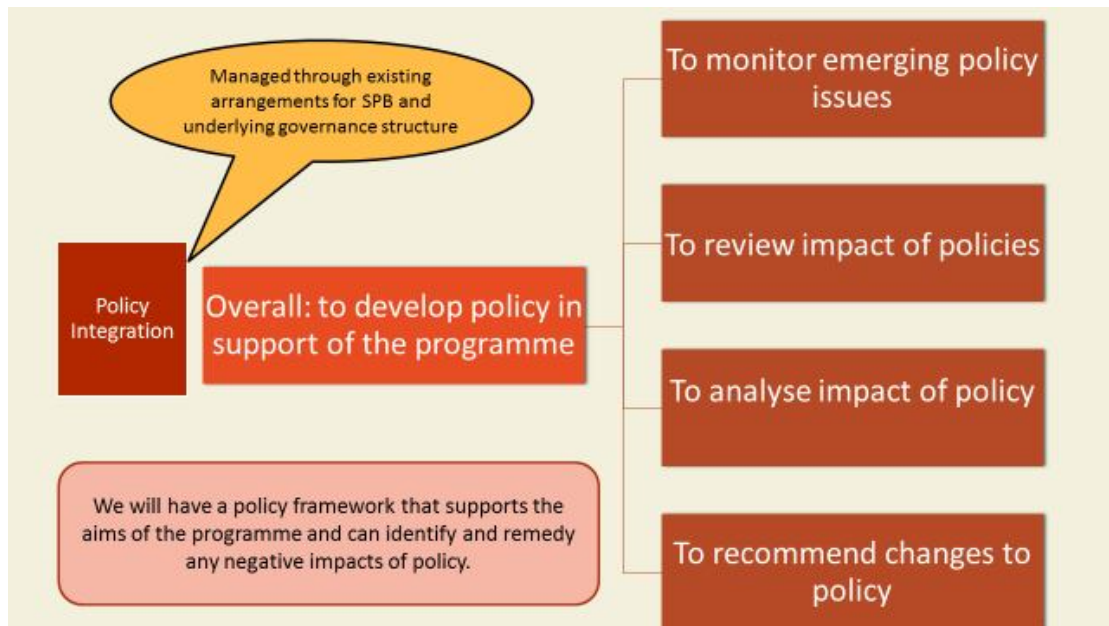 Managed through existing
arrangements for SPB and
underlying governance structure
Policy
Integration
Overall: to develop policy in
support of the programme
To monitor emerging policy
issues
To review impact of policies
To analyse impact of policy
To recommend changes to
policy
We will have a policy framework that supports the
aims of the programme and can identify and remedy
any negative impacts of policy.